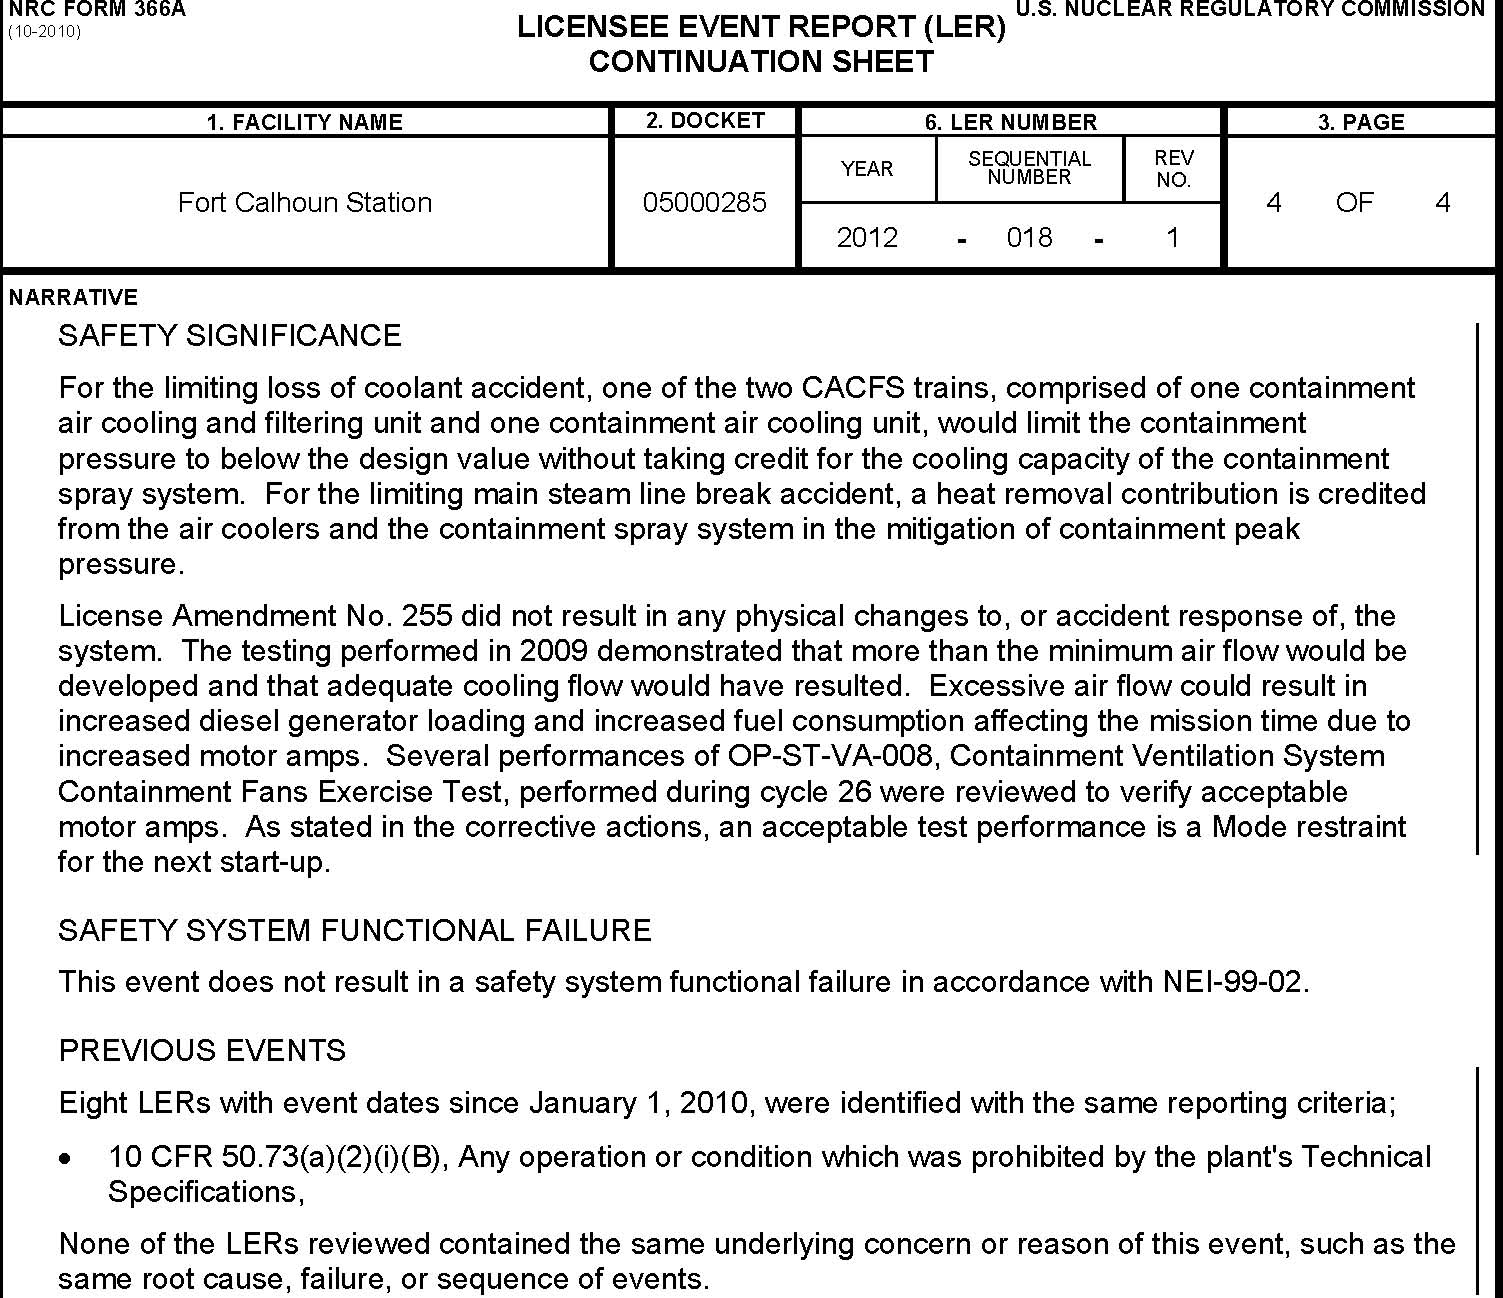 NRC FORM 366A
(10-2010)
LICENSEE EVENT REPORT (LER)
U.S. NUCLEAR REGULATORY COMMISSION
CONTINUATION SHEET
1. FACILITY NAME
2. DOCKET
6. LER NUMBER
3. PAGE
Fort Calhoun Station
05000285
YEAR
SEQUENTIAL
NUMBER
REV
NO.
4 OF 4
2012 - 018 - 1
NARRATIVE
SAFETY SIGNIFICANCE
For the limiting loss of coolant accident, one of the two CACFS trains, comprised of one containment
air cooling and filtering unit and one containment air cooling unit, would limit the containment
pressure to below the design value without taking credit for the cooling capacity of the containment
spray system.  For the limiting main steam line break accident, a heat removal contribution is credited
from the air coolers and the containment spray system in the mitigation of containment peak
pressure.
License Amendment No. 255 did not result in any physical changes to, or accident response of, the
system.  The testing performed in 2009 demonstrated that more than the minimum air flow would be
developed and that adequate cooling flow would have resulted.  Excessive air flow could result in
increased diesel generator loading and increased fuel consumption affecting the mission time due to
increased motor amps.  Several performances of OP-ST-VA-008, Containment Ventilation System
Containment Fans Exercise Test, performed during cycle 26 were reviewed to verify acceptable
motor amps.  As stated in the corrective actions, an acceptable test performance is a Mode restraint
for the next start-up.
SAFETY SYSTEM FUNCTIONAL FAILURE
This event does not result in a safety system functional failure in accordance with NEI-99-02.
PREVIOUS EVENTS
Eight LERs with event dates since January 1, 2010, were identified with the same reporting criteria;
• 10 CFR 50.73(a)(2)(i)(B), Any operation or condition which was prohibited by the plant's Technical
Specifications,
None of the LERs reviewed contained the same underlying concern or reason of this event, such as the
same root cause, failure, or sequence of events.